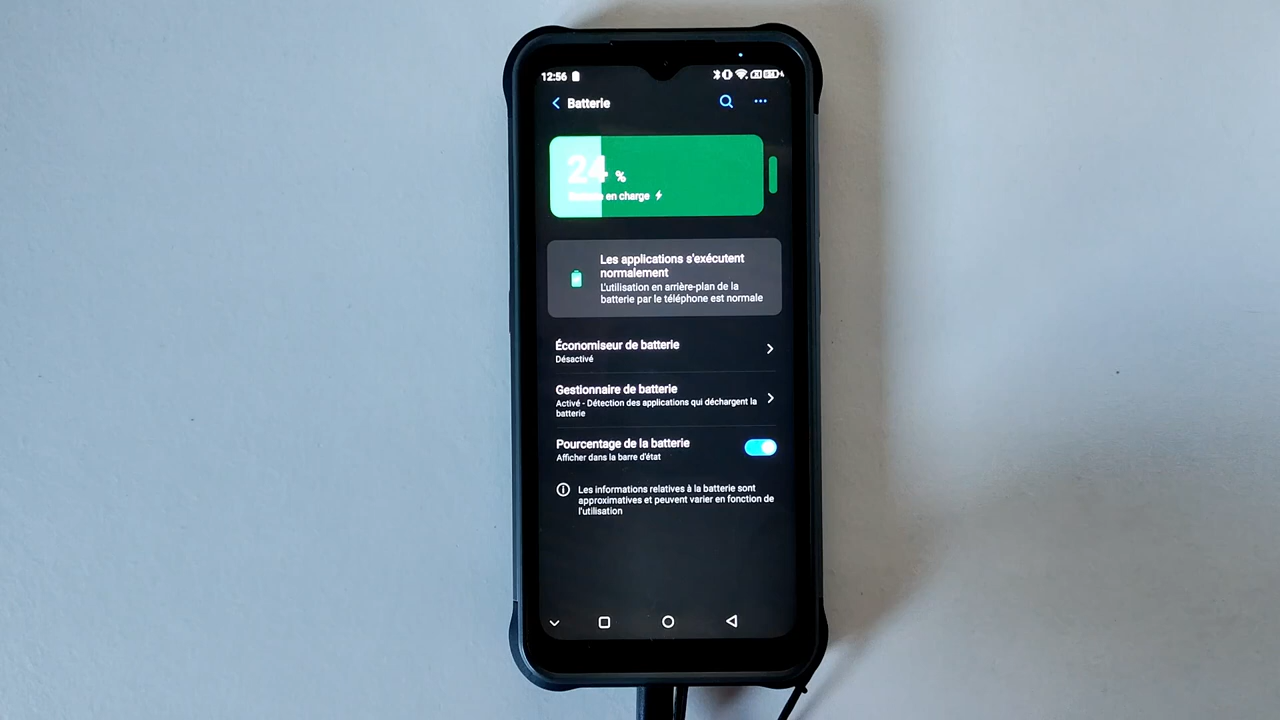 12:56
Batterie
24 %
en charge
Les applications s'exécutent
normalement
L'utilisation en arrière-plan de la
batterie par le téléphone est normale
Économiseur de batterie
Désactivé
Gestionnaire de batterie
Activé - Détection des applications qui déchargent la
batterie
Pourcentage de la batterie
Afficher dans la barre d'état
Les informations relatives à la batterie sont
approximatives et peuvent varier en fonction de
l'utilisation